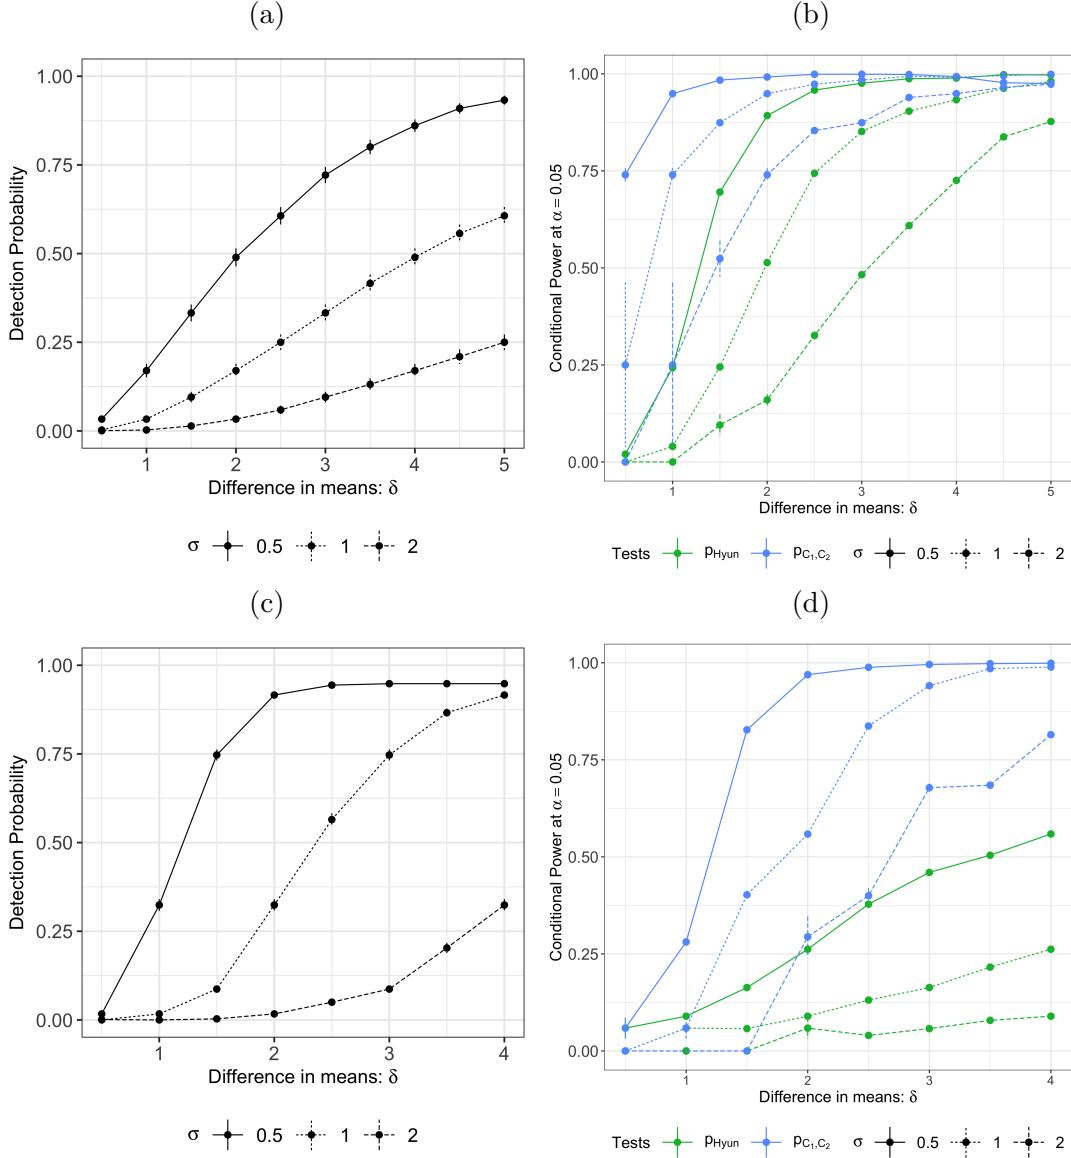 (a)
(b)
Detection Probability
1.00
0.75
0.50
0.25
0.00
1 2 3 4 5
Difference in means: δ
σ 0.5 1 2
Conditional Power at α = 0.05
1.00
0.75
0.50
0.25
0.00
1 2 3 4 5
Difference in means: δ
Tests pHyun pC1,C2 σ 0.5 1 2
(c)
(d)
Detection Probability
1.00
0.75
0.50
0.25
0.00
1 2 3 4
Difference in means: δ
σ 0.5 1 2
Conditional Power at α = 0.05
1.00
0.75
0.50
0.25
0.00
1 2 3 4
Difference in means: δ
Tests pHyun pC1,C2 σ 0.5 1 2